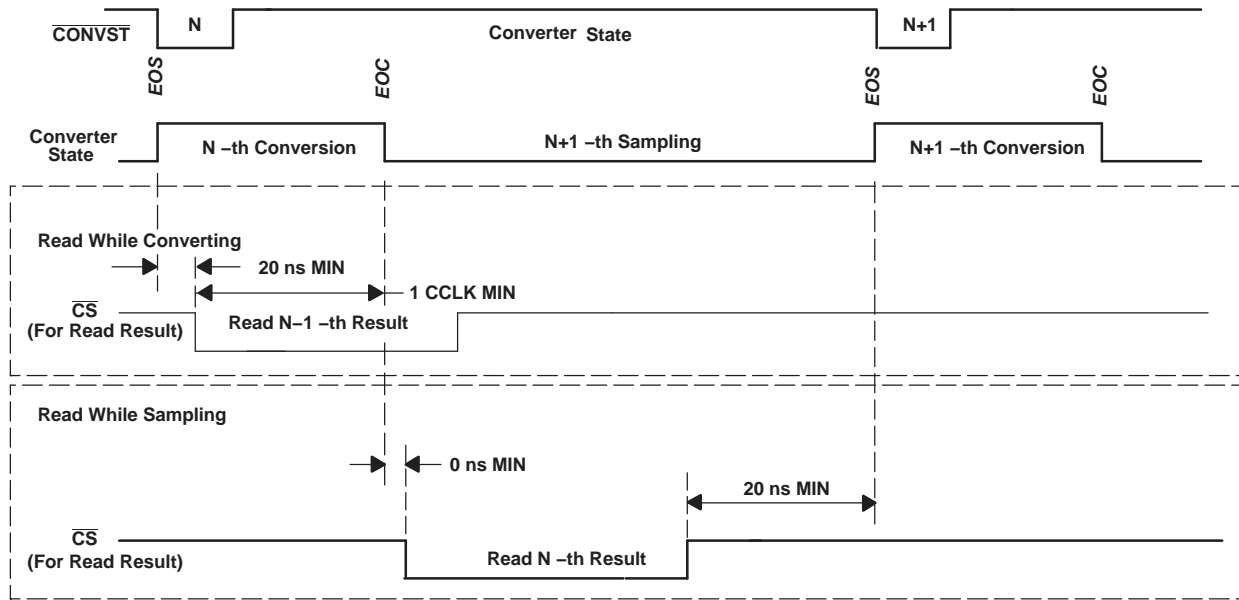 CONVST
N
Converter State
N+1
EOS
EOC
EOS
EOC
Converter
State
N –th Conversion
N+1 –th Sampling
N+1 –th Conversion
Read While Converting
20 ns MIN
1 CCLK MIN
CS
(For Read Result)
Read N–1 –th Result
Read While Sampling
0 ns MIN
20 ns MIN
CS
(For Read Result)
Read N –th Result